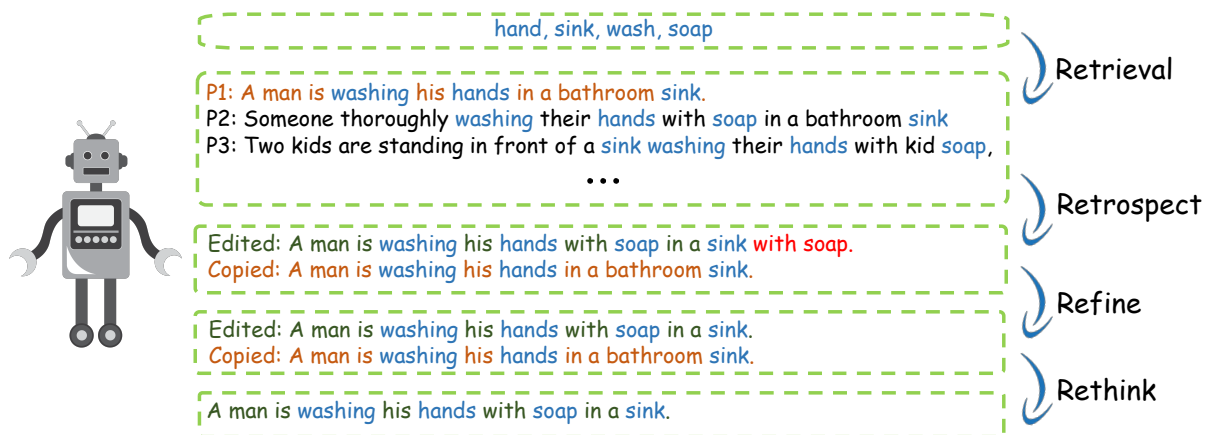 hand, sink, wash, soap
Retrieval
P1: A man is washing his hands in a bathroom sink.
P2: Someone thoroughly washing their hands with soap in a bathroom sink
P3: Two kids are standing in front of a sink washing their hands with kid soap,
...
Retrospect
Edited: A man is washing his hands with soap in a sink with soap.
Copied: A man is washing his hands in a bathroom sink.
Refine
Edited: A man is washing his hands with soap in a sink.
Copied: A man is washing his hands in a bathroom sink.
Rethink
A man is washing his hands with soap in a sink.